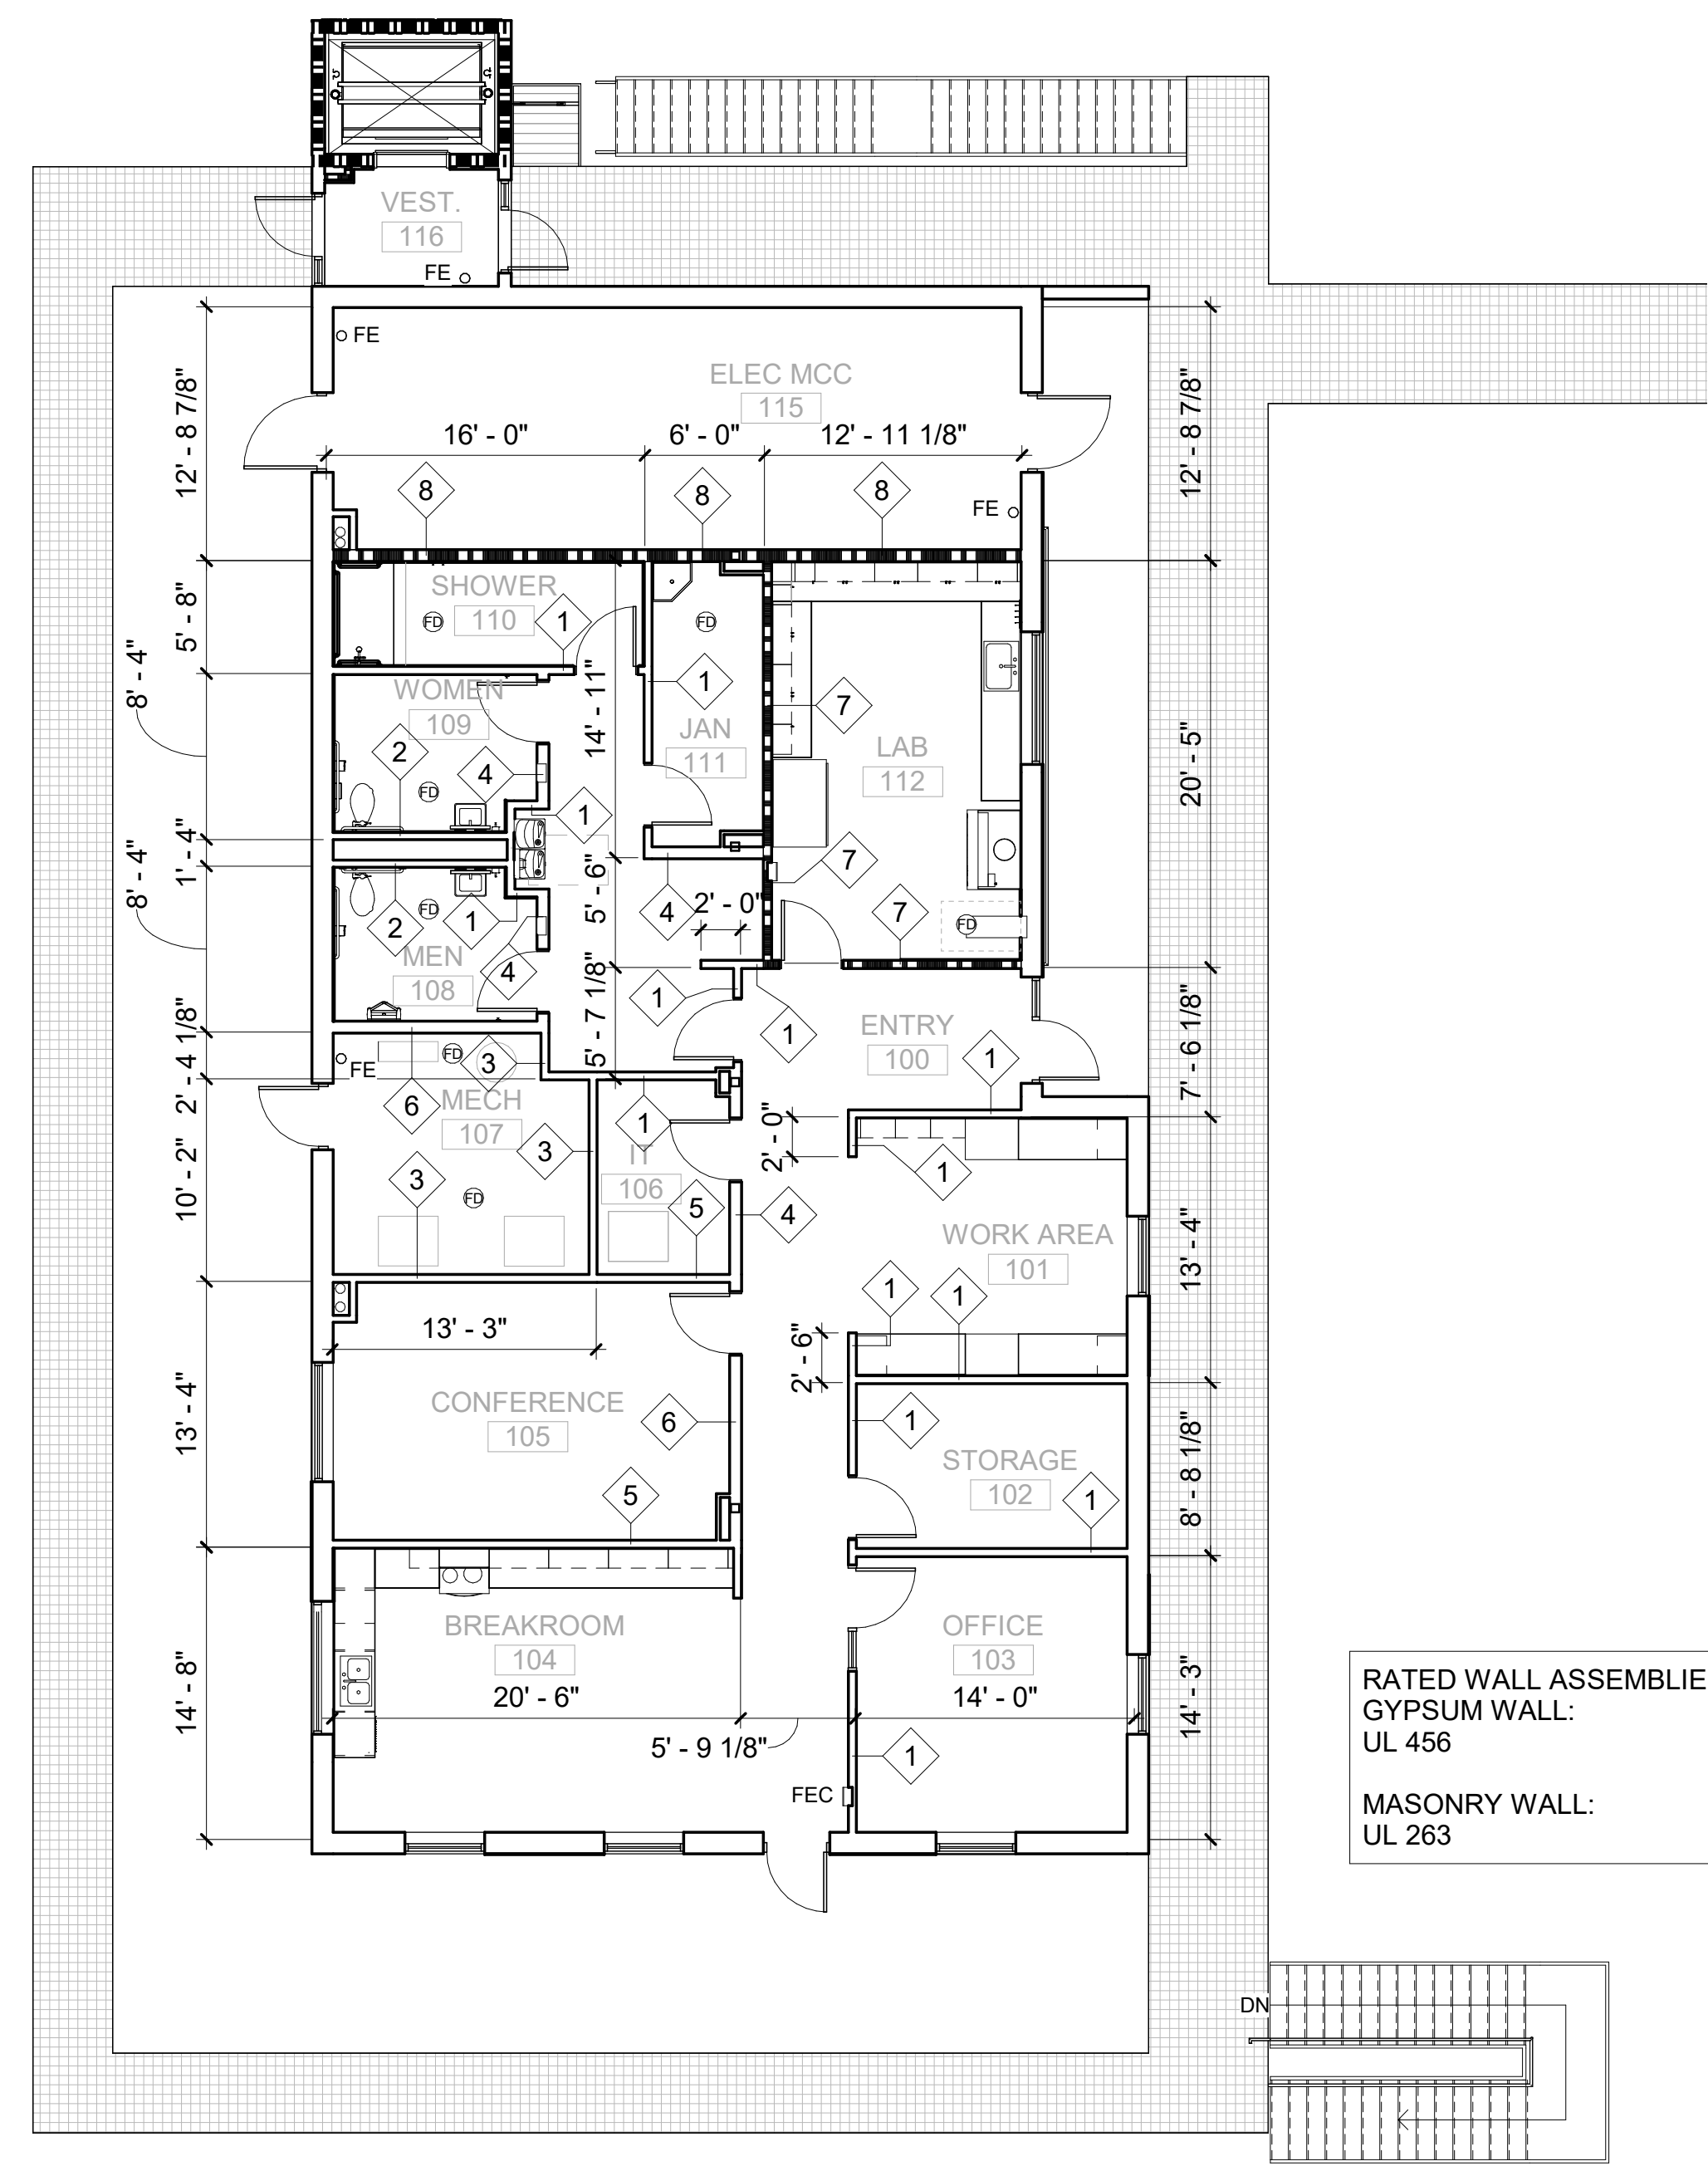 VEST.
116
FE
FE
ELEC MCC
115
16' - 0"
6' - 0"
12' - 11 1/8"
12' - 8 7/8"
12' - 8 7/8"
8
8
8
FE
SHOWER
110
FD
1
FD
5' - 8"
8' - 4"
WOMEN
109
14' - 11"
1
JAN
111
7
LAB
112
20' - 5"
2
4
FD
1
1' - 4"
8' - 4"
5' - 6"
7
4
2' - 0"
7
FD
2
FD
1
MEN
108
4
1
1
5' - 7 1/8"
ENTRY
100
1
7' - 6 1/8"
2' - 4 1/8"
FE
FD
3
6
MECH
107
1
2' - 0"
3
IT
106
1
10' - 2"
3
FD
5
4
WORK AREA
101
13' - 4"
1
1
13' - 3"
2' - 6"
CONFERENCE
105
6
1
13' - 4"
STORAGE
102
8' - 8 1/8"
5
1
BREAKROOM
104
OFFICE
103
14' - 8"
20' - 6"
14' - 0"
14' - 3"
5' - 9 1/8"
1
FEC
RATED WALL ASSEMBLIE
GYPSUM WALL:
UL 456
MASONRY WALL:
UL 263
DN